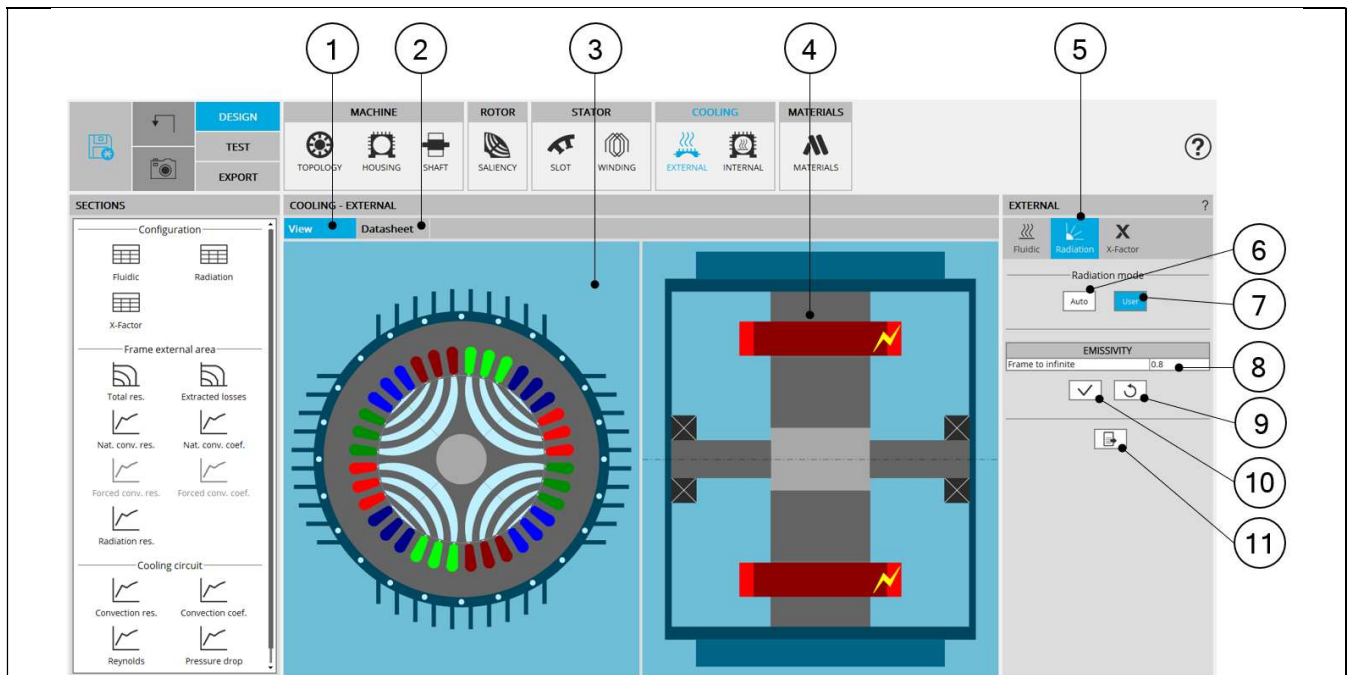 1 2 3 4 5
DESIGN
TEST
EXPORT
MACHINE ROTOR STATOR COOLING MATERIALS
TOPOLOGY HOUSING SHAFT SALIENCY SLOT WINDING EXTERNAL INTERNAL MATERIALS
?
SECTIONS
Configuration
Fluidic Radiation
X-Factor
Frame external area
Total res. Extracted losses
Nat. conv. res. Nat. conv. coef.
Forced conv. res. Forced conv. coef.
Radiation res.
Cooling circuit
Convection res. Convection coef.
Reynolds Pressure drop
COOLING - EXTERNAL
View Datasheet
EXTERNAL ?
X
Fluidic Radiation X-Factor
Radiation mode
Auto User
EMISSIVITY
Frame to infinite 0.8
6
7
8
9
10
11